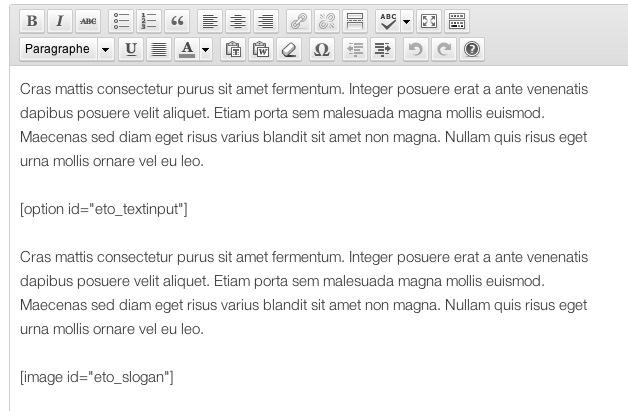 B I ABC ABC
Paragraphe U A T W Ω ?
Cras mattis consectetur purus sit amet fermentum. Integer posuere erat a ante venenatis
dapibus posuere velit aliquet. Etiam porta sem malesuada magna mollis euismod.
Maecenas sed diam eget risus varius blandit sit amet non magna. Nullam quis risus eget
urna mollis ornare vel eu leo.
[option id="eto_textinput"]
Cras mattis consectetur purus sit amet fermentum. Integer posuere erat a ante venenatis
dapibus posuere velit aliquet. Etiam porta sem malesuada magna mollis euismod.
Maecenas sed diam eget risus varius blandit sit amet non magna. Nullam quis risus eget
urna mollis ornare vel eu leo.
[image id="eto_slogan"]